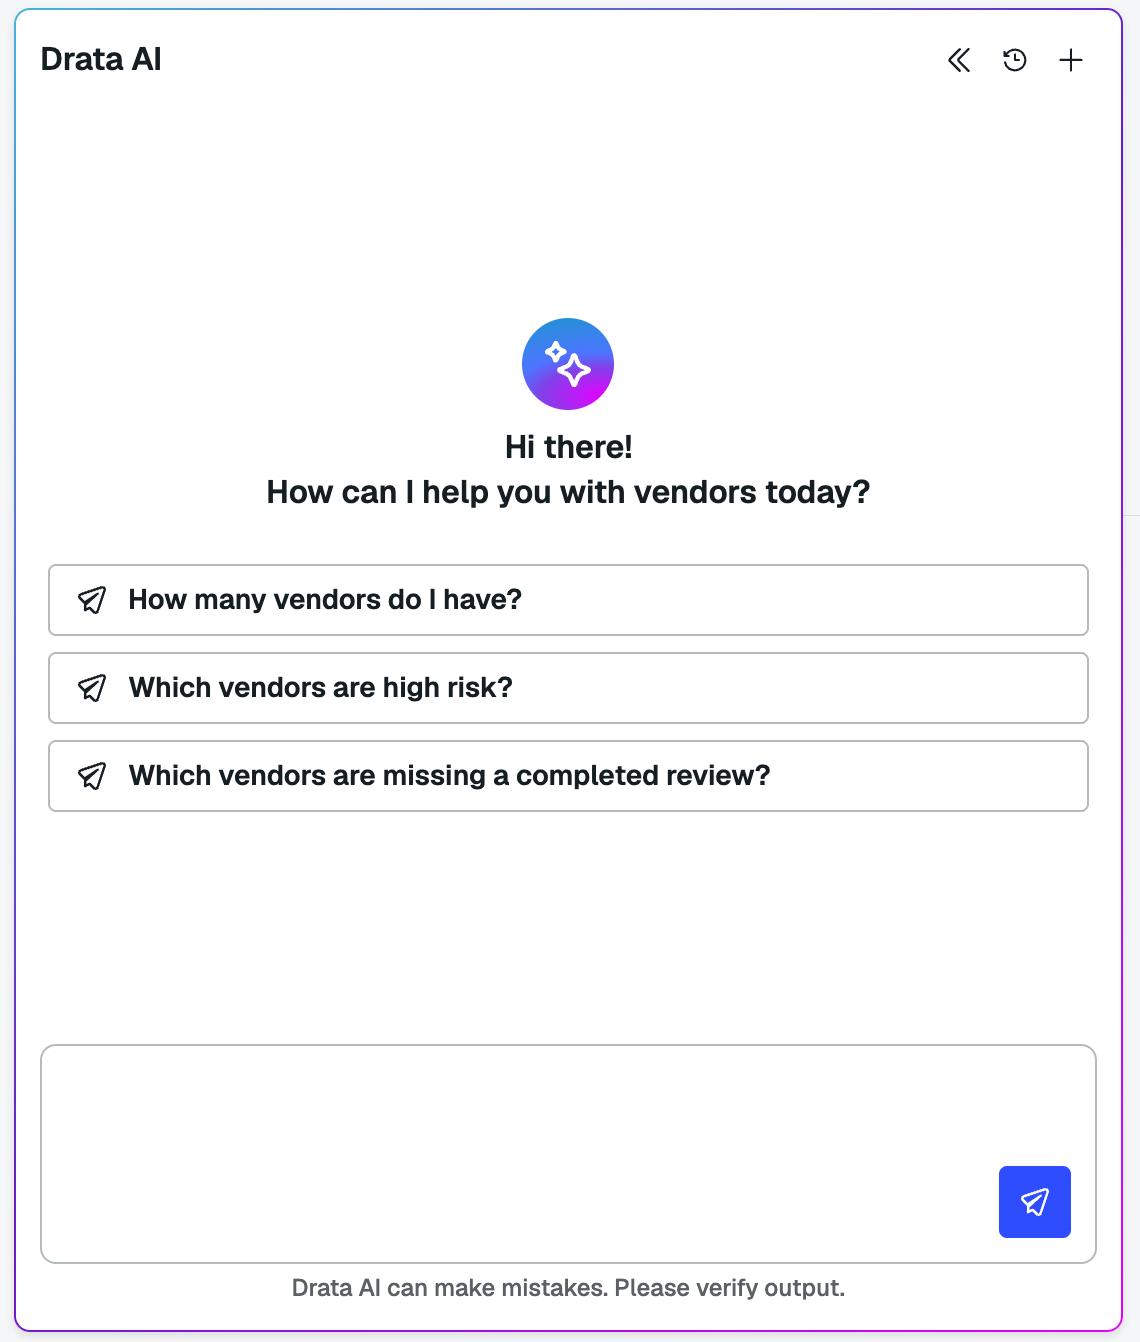 Drata AI
Hi there!
How can I help you with vendors today?
How many vendors do I have?
Which vendors are high risk?
Which vendors are missing a completed review?
Drata AI can make mistakes. Please verify output.